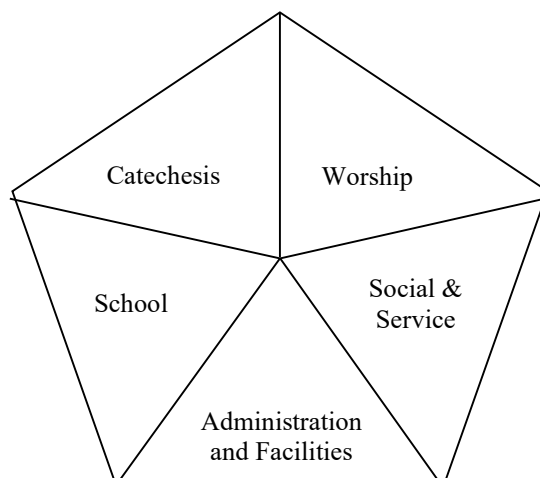 Catechesis
Worship
School
Social &
Service
Administration
and Facilities